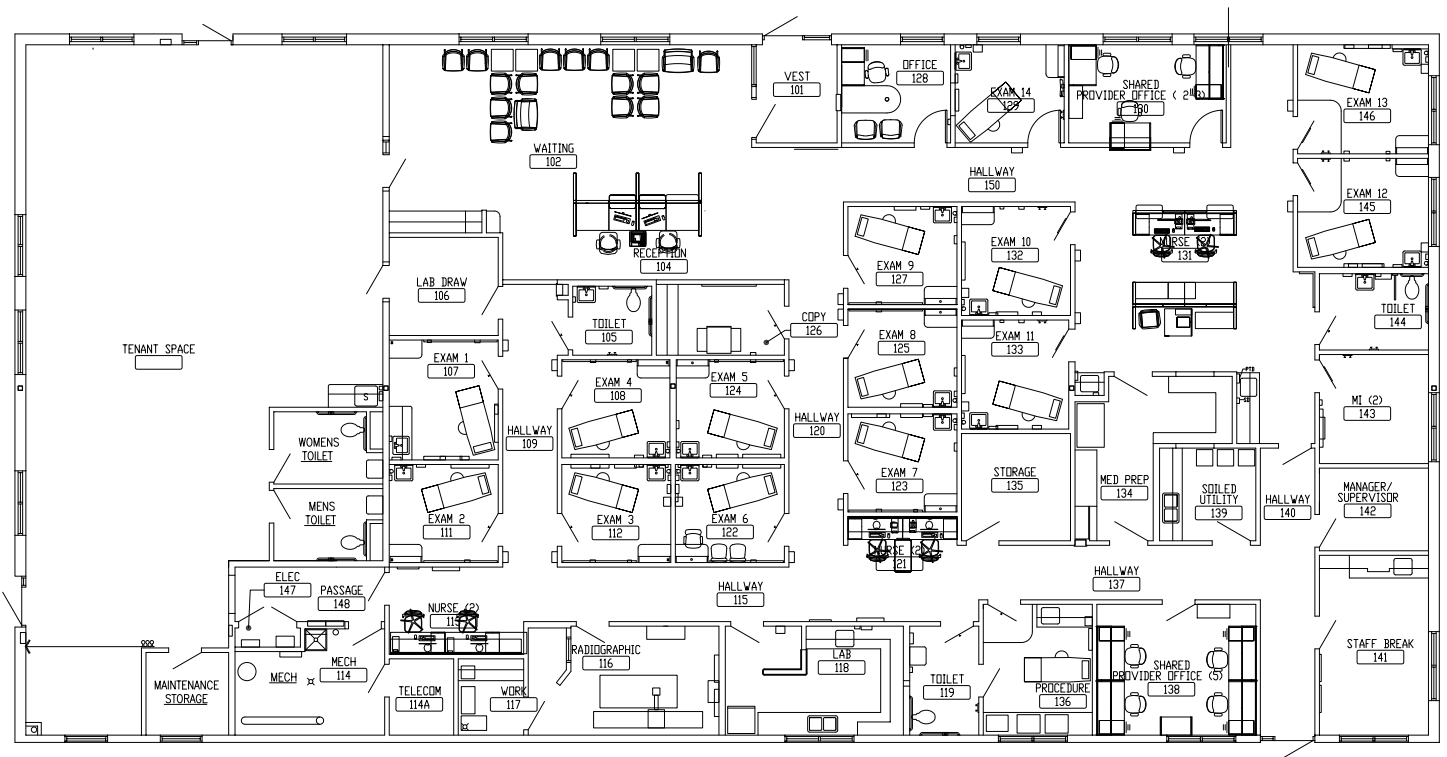 VEST
101
OFFICE
128
EXAM 14
129
SHARED
PROVIDER OFFICE
130
EXAM 13
146
WAITING
102
HALLWAY
150
EXAM 12
145
RECEPTION
104
EXAM 9
127
EXAM 10
132
NURSE (2)
131
LAB DRAW
106
TOILET
105
COPY
126
TOILET
144
TENANT SPACE
EXAM 1
107
EXAM 8
125
EXAM 11
133
EXAM 4
108
EXAM 5
124
S
PTD
MI (2)
143
WOMENS
TOILET
HALLWAY
109
HALLWAY
120
EXAM 7
123
STORAGE
135
MED PREP
134
SOILED
UTILITY
139
HALLWAY
140
MANAGER/
SUPERVISOR
142
MENS
TOILET
EXAM 2
111
EXAM 3
112
EXAM 6
122
ELEC
147
PASSAGE
148
HALLWAY
115
HALLWAY
137
NURSE (2)
RADIOGRAPHIC
116
LAB
118
STAFF BREAK
141
MECH
114
MECH
MAINTENANCE
STORAGE
TELECOM
114A
WORK
117
TOILET
119
PROCEDURE
136
SHARED
PROVIDER OFFICE (5)
138